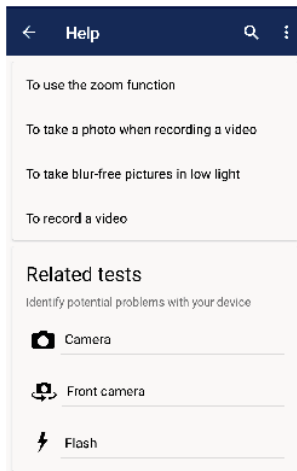 Help
To use the zoom function
To take a photo when recording a video
To take blur-free pictures in low light
To record a video
Related tests
Identify potential problems with your device
Camera
Front camera
Flash